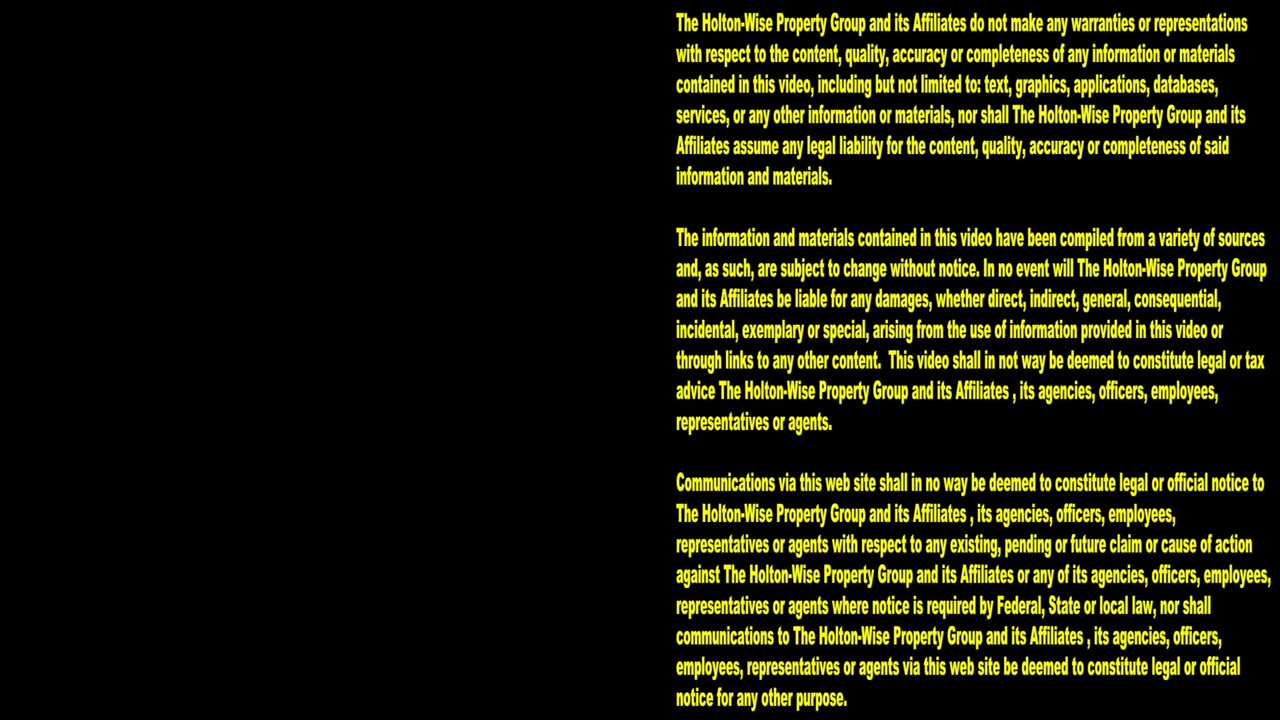 The Holton-Wise Property Group and its Affiliates do not make any warranties or representations
with respect to the content, quality, accuracy or completeness of any information or materials
contained in this video, including but not limited to: text, graphics, applications, databases,
services, or any other information or materials, nor shall The Holton-Wise Property Group and its
Affiliates assume any legal liability for the content, quality, accuracy or completeness of said
information and materials.
The information and materials contained in this video have been compiled from a variety of sources
and, as such, are subject to change without notice. In no event will The Holton-Wise Property Group
and its Affiliates be liable for any damages, whether direct, indirect, general, consequential,
incidental, exemplary or special, arising from the use of information provided in this video or
through links to any other content.  This video shall in not way be deemed to constitute legal or tax
advice The Holton-Wise Property Group and its Affiliates , its agencies, officers, employees,
representatives or agents.
Communications via this web site shall in no way be deemed to constitute legal or official notice to
The Holton-Wise Property Group and its Affiliates , its agencies, officers, employees,
representatives or agents with respect to any existing, pending or future claim or cause of action
against The Holton-Wise Property Group and its Affiliates or any of its agencies, officers, employees,
representatives or agents where notice is required by Federal, State or local law, nor shall
communications to The Holton-Wise Property Group and its Affiliates , its agencies, officers,
employees, representatives or agents via this web site be deemed to constitute legal or official
notice for any other purpose.